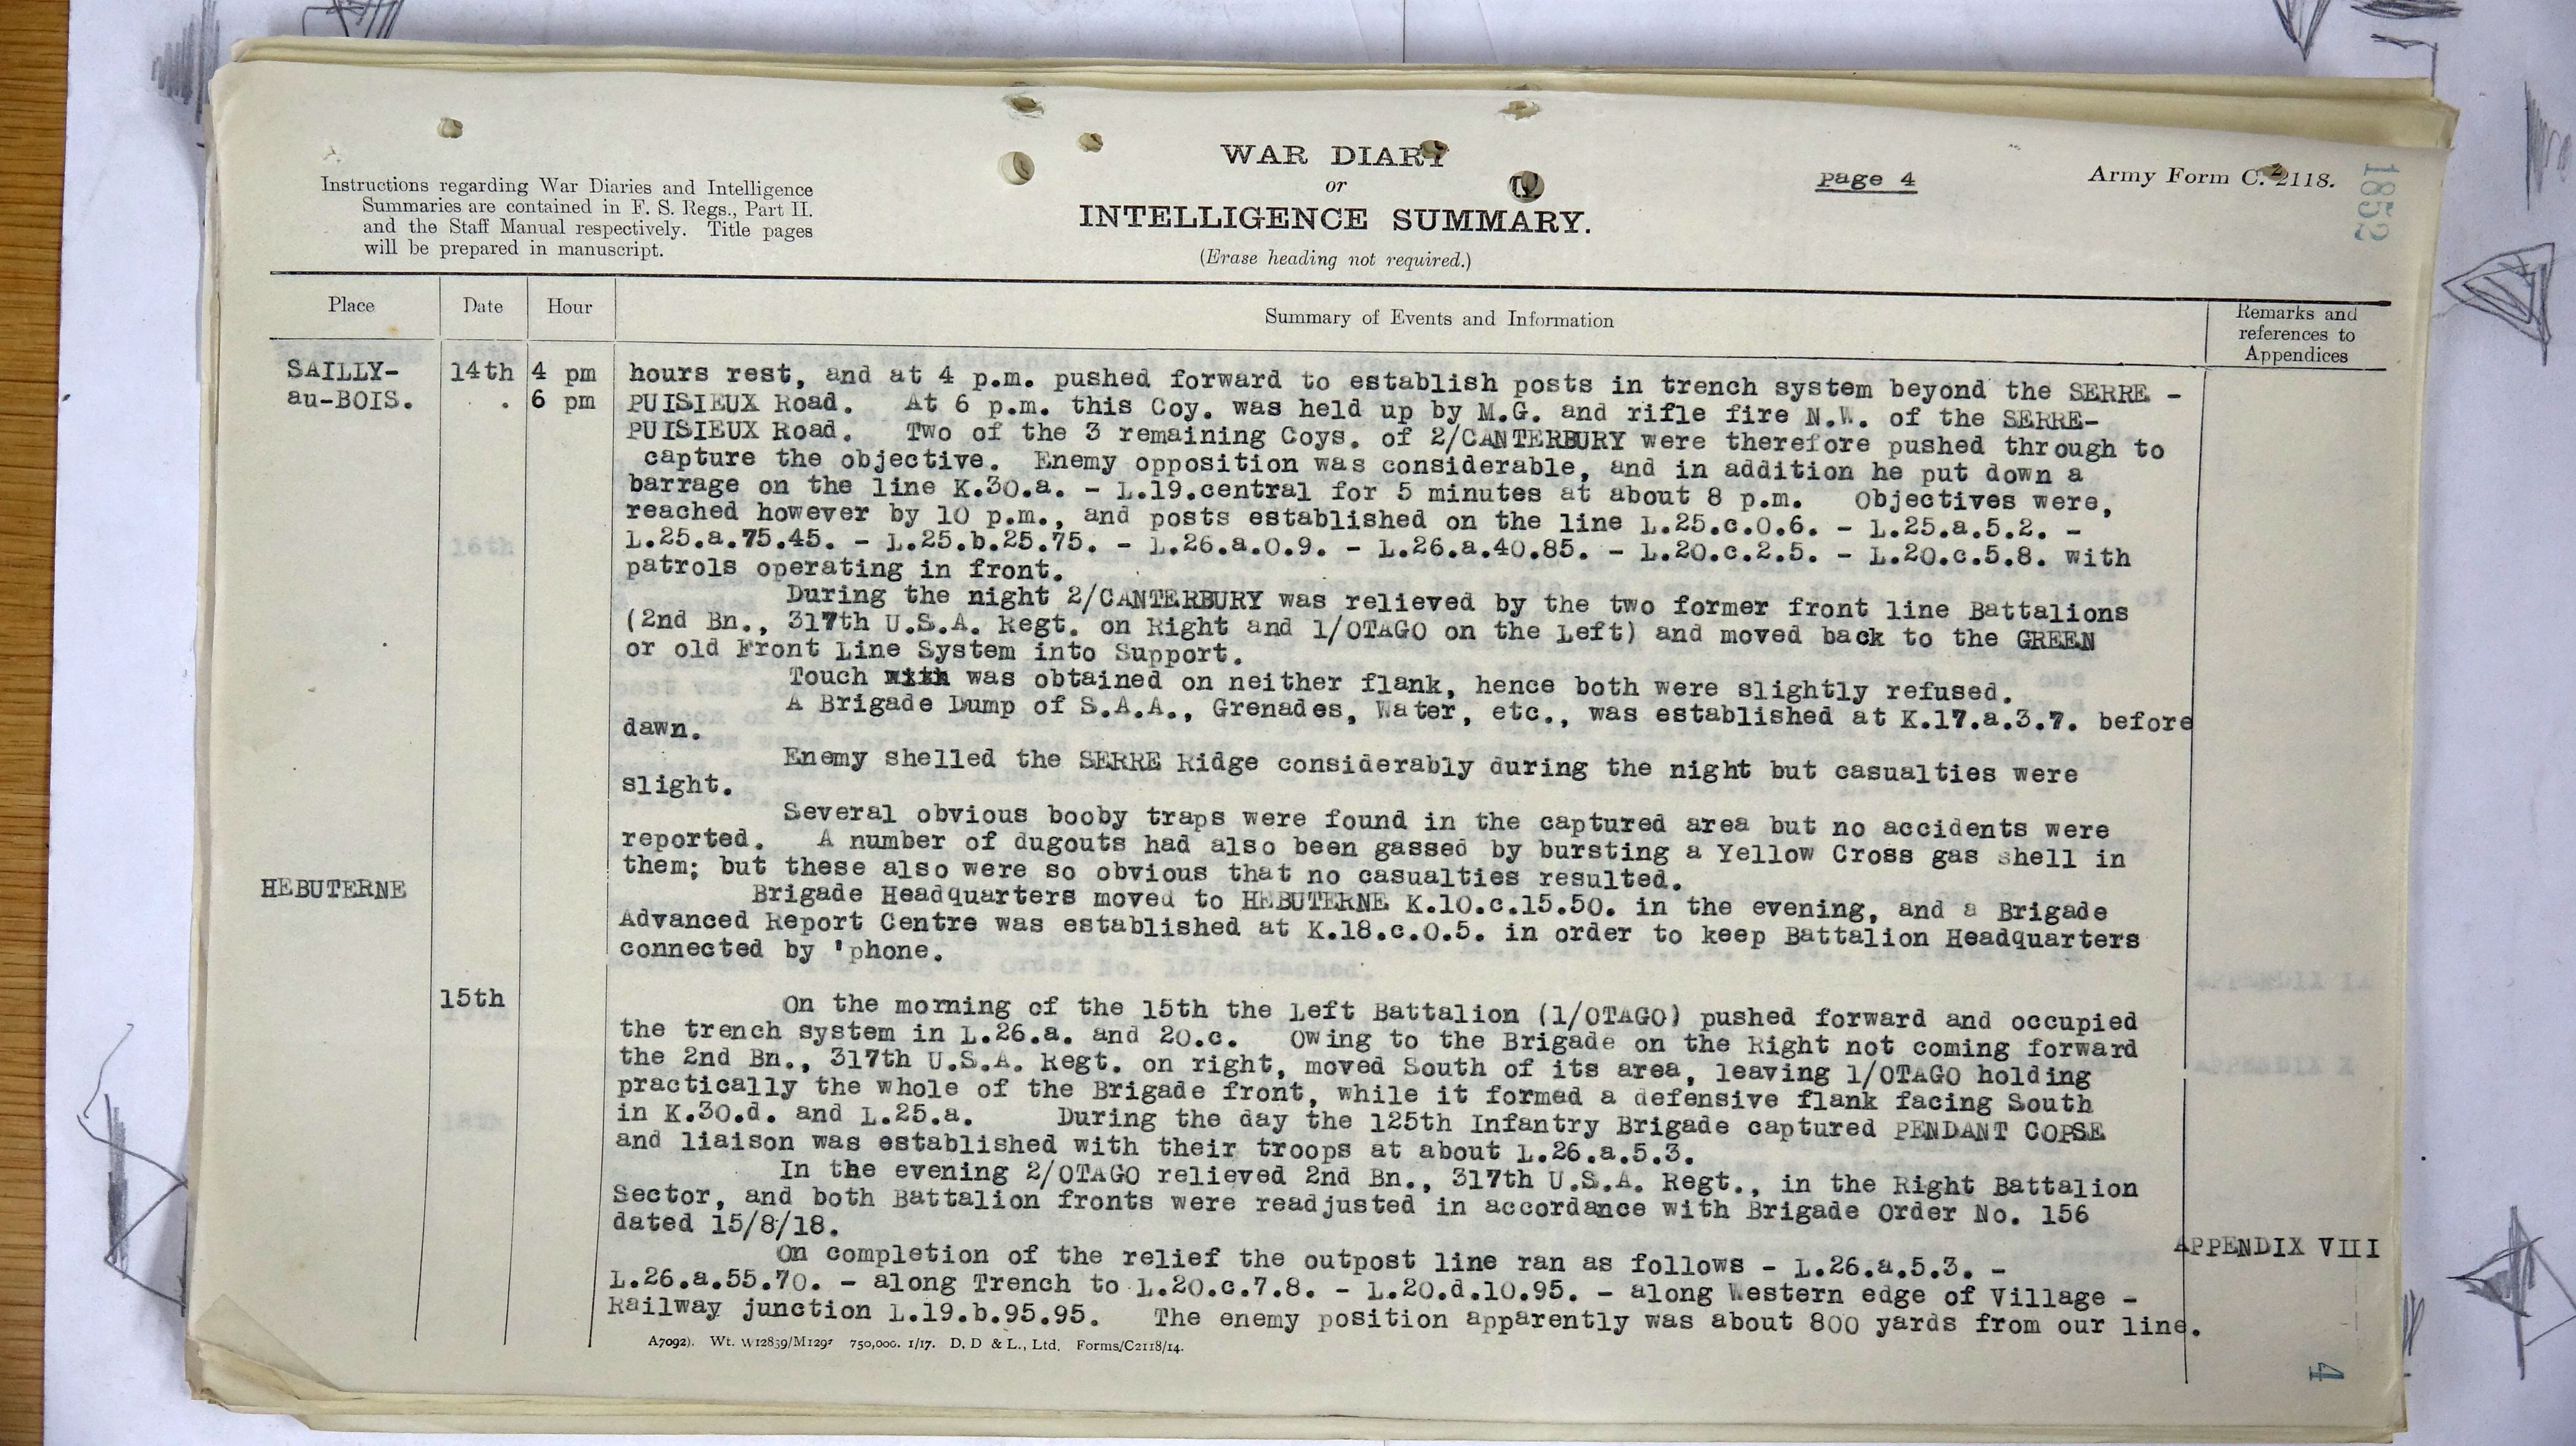 WAR DIARY
or
INTELLIGENCE SUMMARY.
(Erase heading not required.)
Instructions regarding War Diaries and Intelligence
Summaries are contained in F. S. Regs., Part II.
and the Staff Manual respectively. Title pages
will be prepared in manuscript.
Page 4
Army Form C. 2118.
1852
Place Date Hour Summary of Events and Information Remarks and
references to
Appendices
SAILLY- 14th 4 pm hours rest, and at 4 p.m. pushed forward to establish posts in trench system beyond the SERRE -
au-BOIS. . 6 pm PUISIEUX Road. At 6 p.m. this Coy. was held up by M.G. and rifle fire N.W. of the SERRE-
PUISIEUX Road. Two of the 3 remaining Coys. of 2/CANTERBURY were therefore pushed through to
capture the objective. Enemy opposition was considerable, and in addition he put down a
barrage on the line K.30.a. - L.19.central for 5 minutes at about 8 p.m. Objectives were,
reached however by 10 p.m., and posts established on the line L.25.c.0.6. - L.25.a.5.2. -
L.25.a.75.45. - L.25.b.25.75. - L.26.a.0.9. - L.26.a.40.85. - L.20.c.2.5. - L.20.c.5.8. with
patrols operating in front.
During the night 2/CANTERBURY was relieved by the two former front line Battalions
(2nd Bn., 317th U.S.A. Regt. on Right and 1/OTAGO on the Left) and moved back to the GREEN
or old Front Line System into Support.
Touch with was obtained on neither flank, hence both were slightly refused.
A Brigade Dump of S.A.A., Grenades, Water, etc., was established at K.17.a.3.7. before
dawn.
Enemy shelled the SERRE Ridge considerably during the night but casualties were
slight.
Several obvious booby traps were found in the captured area but no accidents were
reported. A number of dugouts had also been gassed by bursting a Yellow Cross gas shell in
them; but these also were so obvious that no casualties resulted.
HEBUTERNE Brigade Headquarters moved to HEBUTERNE K.10.c.15.50. in the evening, and a Brigade
Advanced Report Centre was established at K.18.c.0.5. in order to keep Battalion Headquarters
connected by 'phone.
15th On the morning of the 15th the Left Battalion (1/OTAGO) pushed forward and occupied
the trench system in L.26.a. and 20.c. Owing to the Brigade on the Right not coming forward
the 2nd Bn., 317th U.S.A. Regt. on right, moved South of its area, leaving 1/OTAGO holding
practically the whole of the Brigade front, while it formed a defensive flank facing South
in K.30.d. and L.25.a. During the day the 125th Infantry Brigade captured PENDANT COPSE
and liaison was established with their troops at about L.26.a.5.3.
In the evening 2/OTAGO relieved 2nd Bn., 317th U.S.A. Regt., in the Right Battalion
Sector, and both Battalion fronts were readjusted in accordance with Brigade Order No. 156
dated 15/8/18. APPENDIX VIII
On completion of the relief the outpost line ran as follows - L.26.a.5.3. -
L.26.a.55.70. - along Trench to L.20.c.7.8. - L.20.d.10.95. - along Western edge of Village -
Railway junction L.19.b.95.95. The enemy position apparently was about 800 yards from our line.
A7092). Wt. W12839/M1297 750,000. 1/17. D. D & L., Ltd. Forms/C2118/14.
4